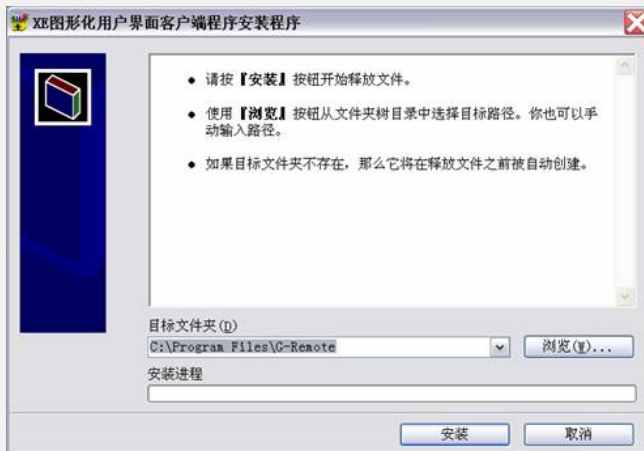 XE图形化用户界面客户端程序安装程序
● 请按『安装』按钮开始释放文件。
● 使用『浏览』按钮从文件夹树目录中选择目标路径。你也可以手
动输入路径。
● 如果目标文件夹不存在，那么它将在释放文件之前被自动创建。
目标文件夹(D)
C:\Program Files\G-Remote
浏览(W)...
安装进程
安装
取消